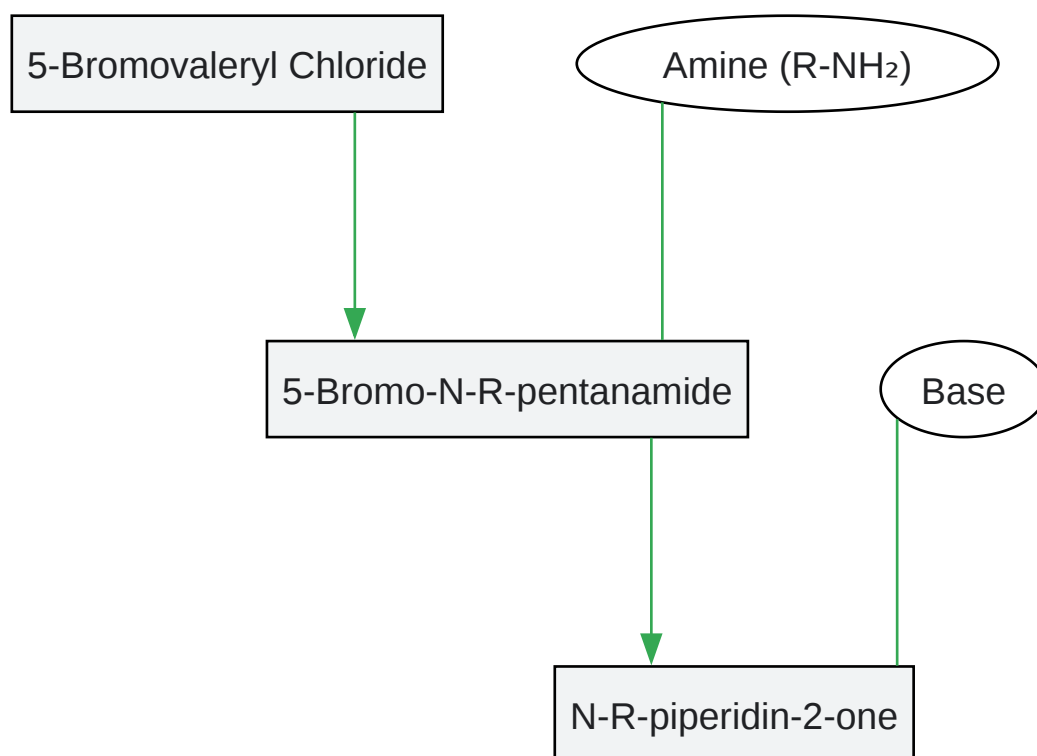 5-Bromovaleryl Chloride
Amine (R-NH₂)
5-Bromo-N-R-pentanamide
Base
N-R-piperidin-2-one